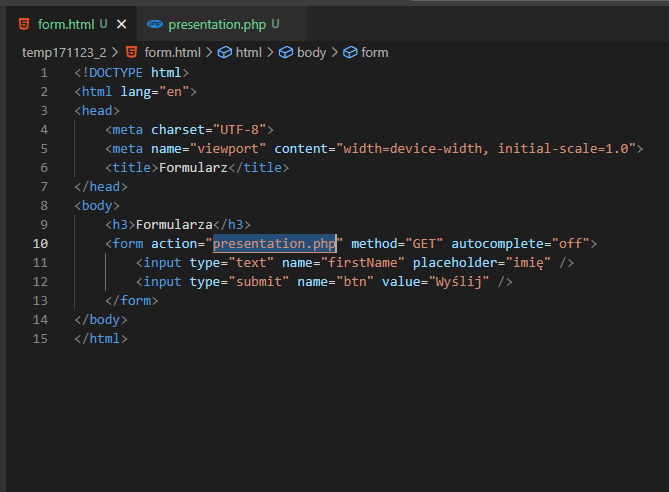 form.html U × php presentation.php U
temp171123_2 > form.html > html > body > form
1 <!DOCTYPE html>
2 <html lang="en">
3 <head>
4 <meta charset="UTF-8">
5 <meta name="viewport" content="width=device-width, initial-scale=1.0">
6 <title>Formularz</title>
7 </head>
8 <body>
9 <h3>Formularza</h3>
10 <form action="presentation.php" method="GET" autocomplete="off">
11 <input type="text" name="firstName" placeholder="imię" />
12 <input type="submit" name="btn" value="Wyślij" />
13 </form>
14 </body>
15 </html>